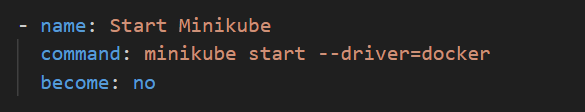 - name: Start Minikube
  command: minikube start --driver=docker
  become: no